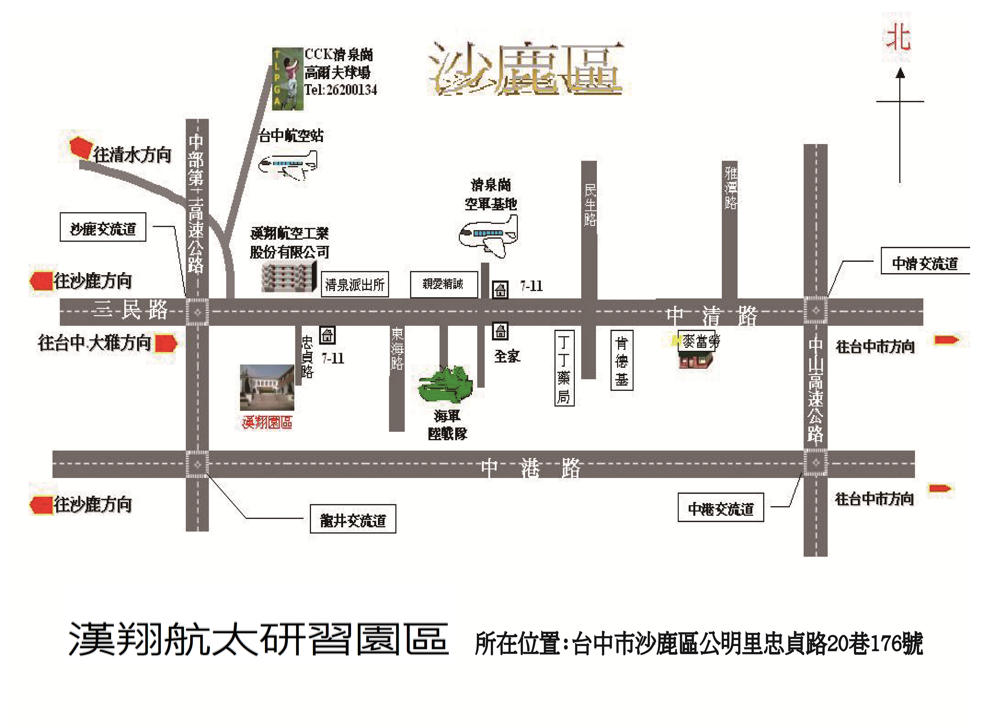 北
沙鹿區
TLPGA
CCK清泉崗
高爾夫球場
Tel:26200134
台中航空站
往清水方向
中部第二高速公路
沙鹿交流道
清泉崗
空軍基地
民生路
雅潭路
漢翔航空工業
股份有限公司
中清交流道
往沙鹿方向
清泉派出所
親愛精誠
7-11
三民路
中清路
往台中.大雅方向
忠貞路
7-11
東海路
全家
丁丁藥局
肯德基
麥當勞
中山高速公路
往台中市方向
漢翔園區
海軍
陸戰隊
中港路
往沙鹿方向
龍井交流道
中港交流道
往台中市方向
漢翔航太研習園區
所在位置:台中市沙鹿區公明里忠貞路20巷176號